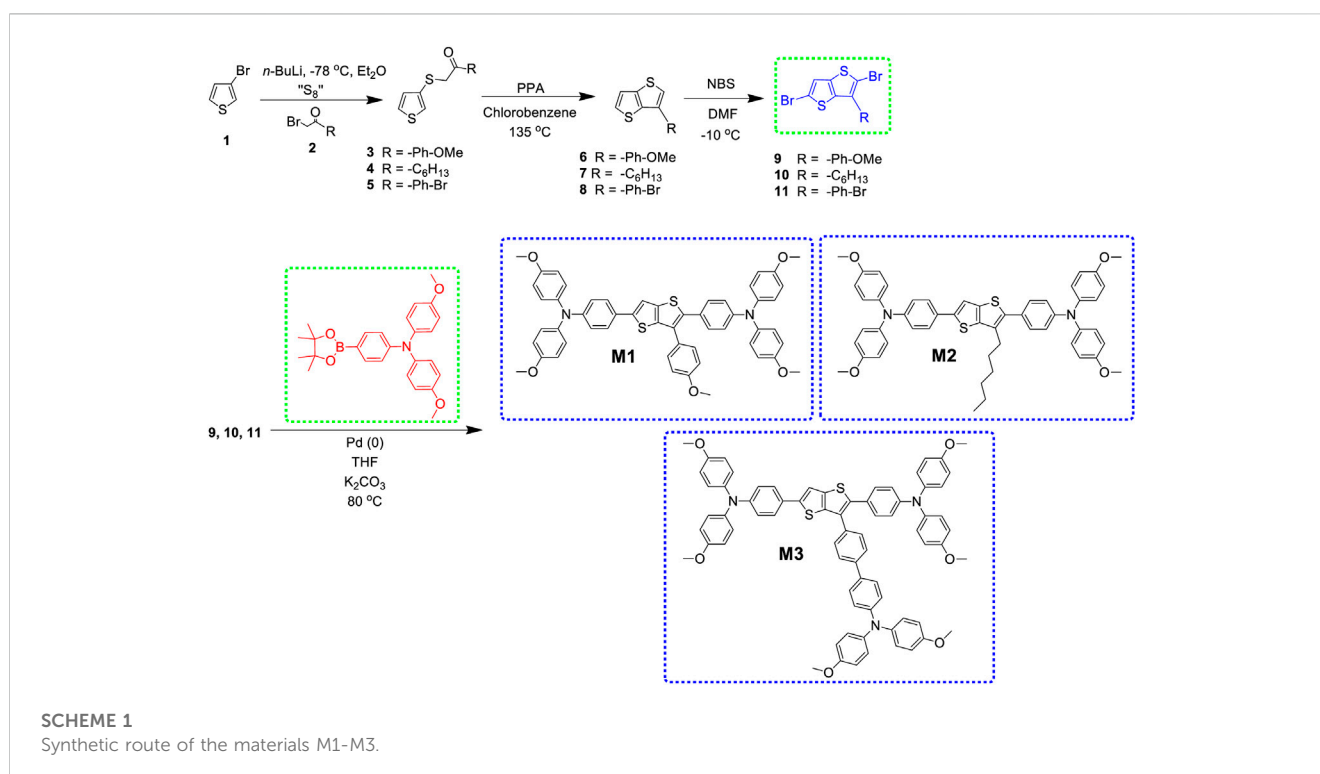 Br
S
1
n-BuLi, -78 °C, Et₂O
"S₈"
Br
O
R
2
O
R
S
S
3 R = -Ph-OMe
4 R = -C₆H₁₃
5 R = -Ph-Br
PPA
Chlorobenzene
135 °C
S
S
R
6 R = -Ph-OMe
7 R = -C₆H₁₃
8 R = -Ph-Br
NBS
DMF
-10 °C
S
Br
Br
S
R
9 R = -Ph-OMe
10 R = -C₆H₁₃
11 R = -Ph-Br
9, 10, 11
O
B
O
N
O
O
Pd (0)
THF
K₂CO₃
80 °C
O
O
N
S
S
N
O
O
O
M1
O
O
N
S
S
N
O
O
M2
O
O
N
S
S
N
O
O
M3
N
O
O
SCHEME 1
Synthetic route of the materials M1-M3.